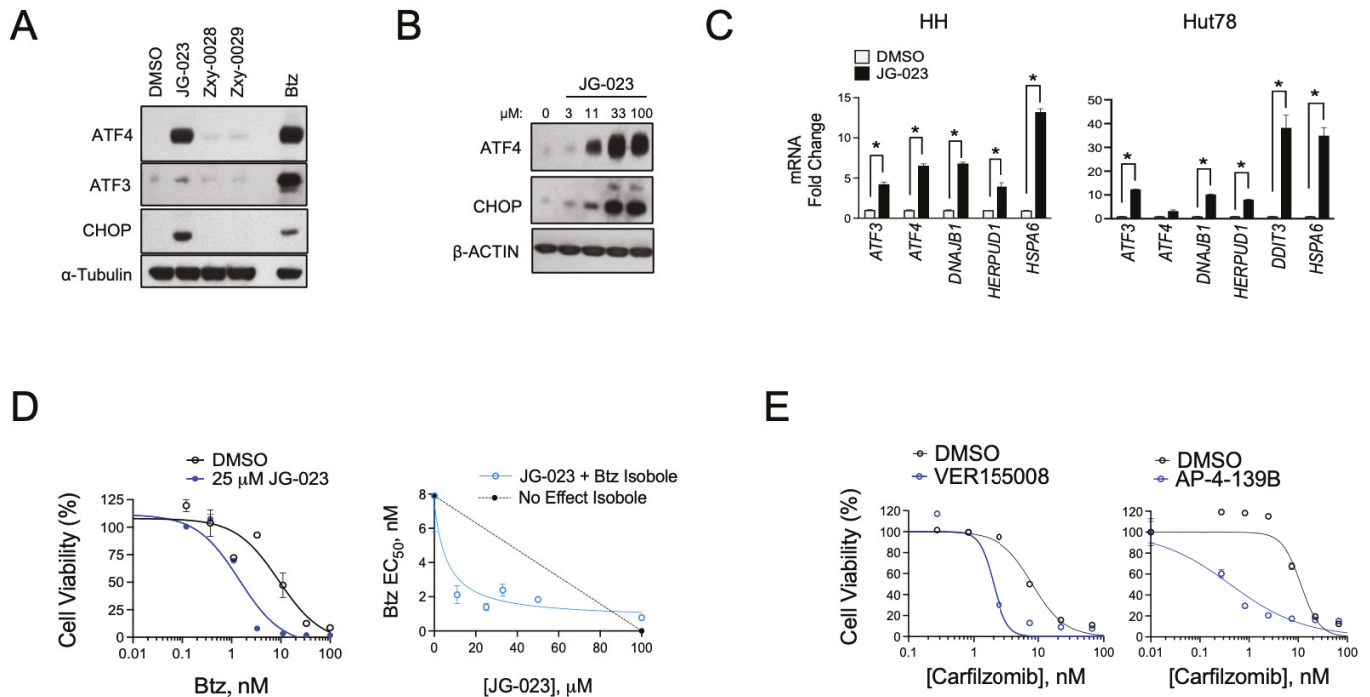 A
DMSO
JG-023
Zxy-0028
Zxy-0029
Btz
ATF4
ATF3
CHOP
α-Tubulin
B
JG-023
μM: 0 3 11 33 100
ATF4
CHOP
β-ACTIN
C
HH
DMSO
JG-023
mRNA
Fold Change
15
10
5
0
* * * * *
ATF3 ATF4 DNAJB1 HERPUD1 HSPA6
Hut78
50
40
30
20
10
0
* * * * *
ATF3 ATF4 DNAJB1 HERPUD1 DDIT3 HSPA6
D
DMSO
25 μM JG-023
Cell Viability (%)
125
100
75
50
25
0
0.01 0.1 1 10 100
Btz, nM
JG-023 + Btz Isobole
No Effect Isobole
Btz EC50, nM
8
6
4
2
0
0 20 40 60 80 100
[JG-023], μM
E
DMSO
VER155008
Cell Viability (%)
120
100
80
60
40
20
0
0.1 1 10 100
[Carfilzomib], nM
DMSO
AP-4-139B
120
100
80
60
40
20
0
0.01 0.1 1 10 100
[Carfilzomib], nM